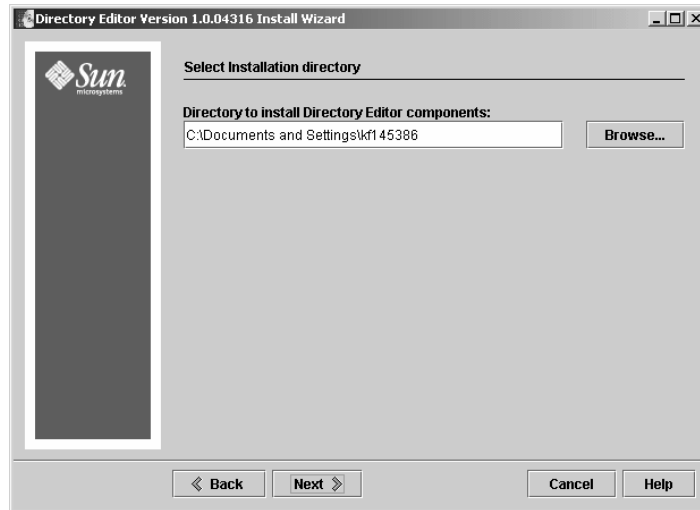 Directory Editor Version 1.0.04316 Install Wizard
Sun
microsystems
Select Installation directory
Directory to install Directory Editor components:
C:\Documents and Settings\kf145386
Browse...
Back
Next
Cancel
Help